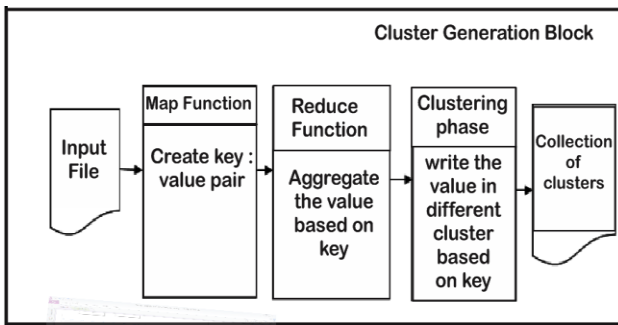 Cluster Generation Block
Input
File
Map Function
Create key :
value pair
Reduce
Function
Aggregate
the value
based on
key
Clustering
phase
write the
value in
different
cluster
based
on key
Collection
of
clusters